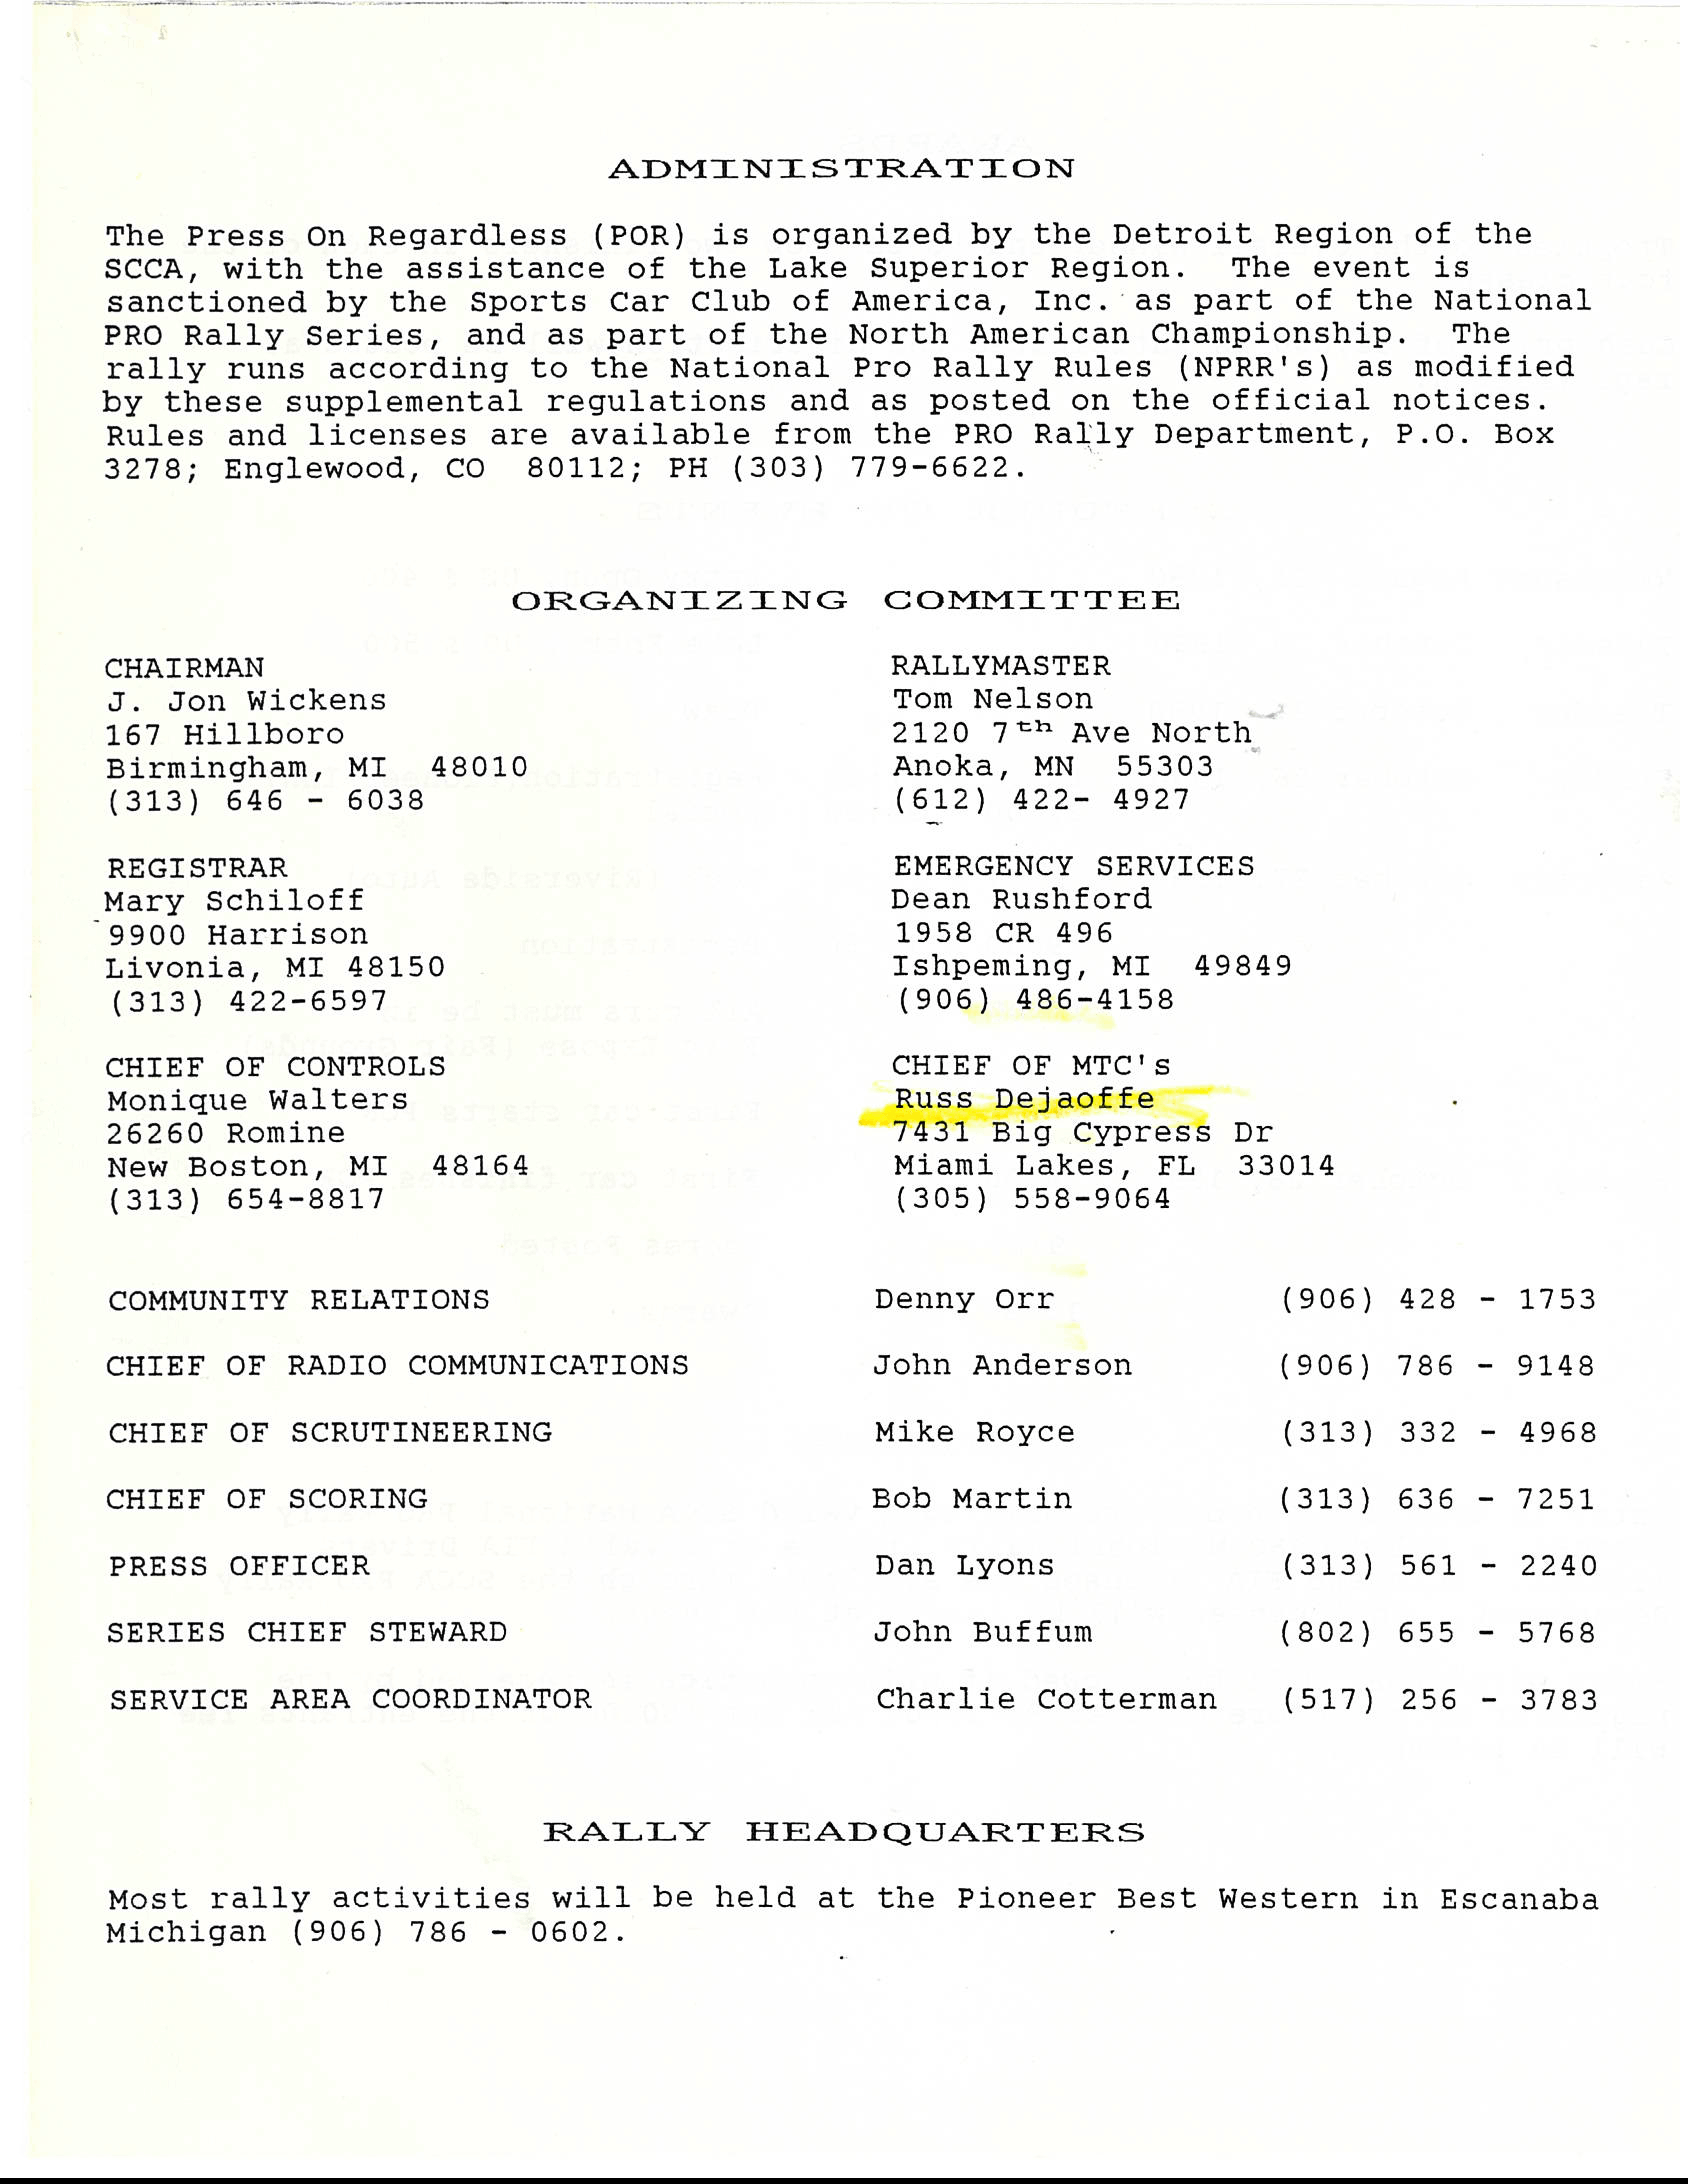 ADMINISTRATION
The Press On Regardless (POR) is organized by the Detroit Region of the
SCCA, with the assistance of the Lake Superior Region. The event is
sanctioned by the Sports Car Club of America, Inc. as part of the National
PRO Rally Series, and as part of the North American Championship. The
rally runs according to the National Pro Rally Rules (NPRR's) as modified
by these supplemental regulations and as posted on the official notices.
Rules and licenses are available from the PRO Rally Department, P.O. Box
3278; Englewood, CO 80112; PH (303) 779-6622.
ORGANIZING COMMITTEE
CHAIRMAN
J. Jon Wickens
167 Hillboro
Birmingham, MI 48010
(313) 646 - 6038
RALLYMASTER
Tom Nelson
2120 7th Ave North
Anoka, MN 55303
(612) 422- 4927
REGISTRAR
Mary Schiloff
9900 Harrison
Livonia, MI 48150
(313) 422-6597
EMERGENCY SERVICES
Dean Rushford
1958 CR 496
Ishpeming, MI 49849
(906) 486-4158
CHIEF OF CONTROLS
Monique Walters
26260 Romine
New Boston, MI 48164
(313) 654-8817
CHIEF OF MTC's
Russ Dejaoffe
7431 Big Cypress Dr
Miami Lakes, FL 33014
(305) 558-9064
COMMUNITY RELATIONS Denny Orr (906) 428 - 1753
CHIEF OF RADIO COMMUNICATIONS John Anderson (906) 786 - 9148
CHIEF OF SCRUTINEERING Mike Royce (313) 332 - 4968
CHIEF OF SCORING Bob Martin (313) 636 - 7251
PRESS OFFICER Dan Lyons (313) 561 - 2240
SERIES CHIEF STEWARD John Buffum (802) 655 - 5768
SERVICE AREA COORDINATOR Charlie Cotterman (517) 256 - 3783
RALLY HEADQUARTERS
Most rally activities will be held at the Pioneer Best Western in Escanaba
Michigan (906) 786 - 0602.